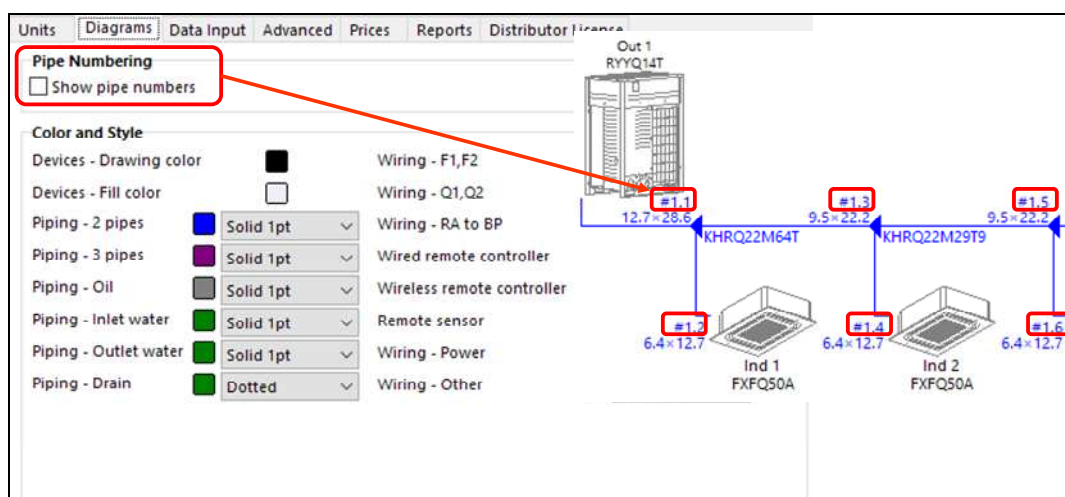 Units Diagrams Data Input Advanced Prices Reports Distributor License
Pipe Numbering
Show pipe numbers
Color and Style
Devices - Drawing color
Wiring - F1,F2
Devices - Fill color
Wiring - Q1,Q2
Piping - 2 pipes Solid 1pt
Wiring - RA to BP
Piping - 3 pipes Solid 1pt
Wired remote controller
Piping - Oil Solid 1pt
Wireless remote controller
Piping - Inlet water Solid 1pt
Remote sensor
Piping - Outlet water Solid 1pt
Wiring - Power
Piping - Drain Dotted
Wiring - Other
Out 1
RYYQ14T
#1.1 #1.3 #1.5
12.7×28.6 9.5×22.2 9.5×22.2
KHRQ22M64T KHRQ22M29T9
#1.2 #1.4 #1.6
6.4×12.7 6.4×12.7 6.4×12.7
Ind 1 Ind 2
FXFQ50A FXFQ50A